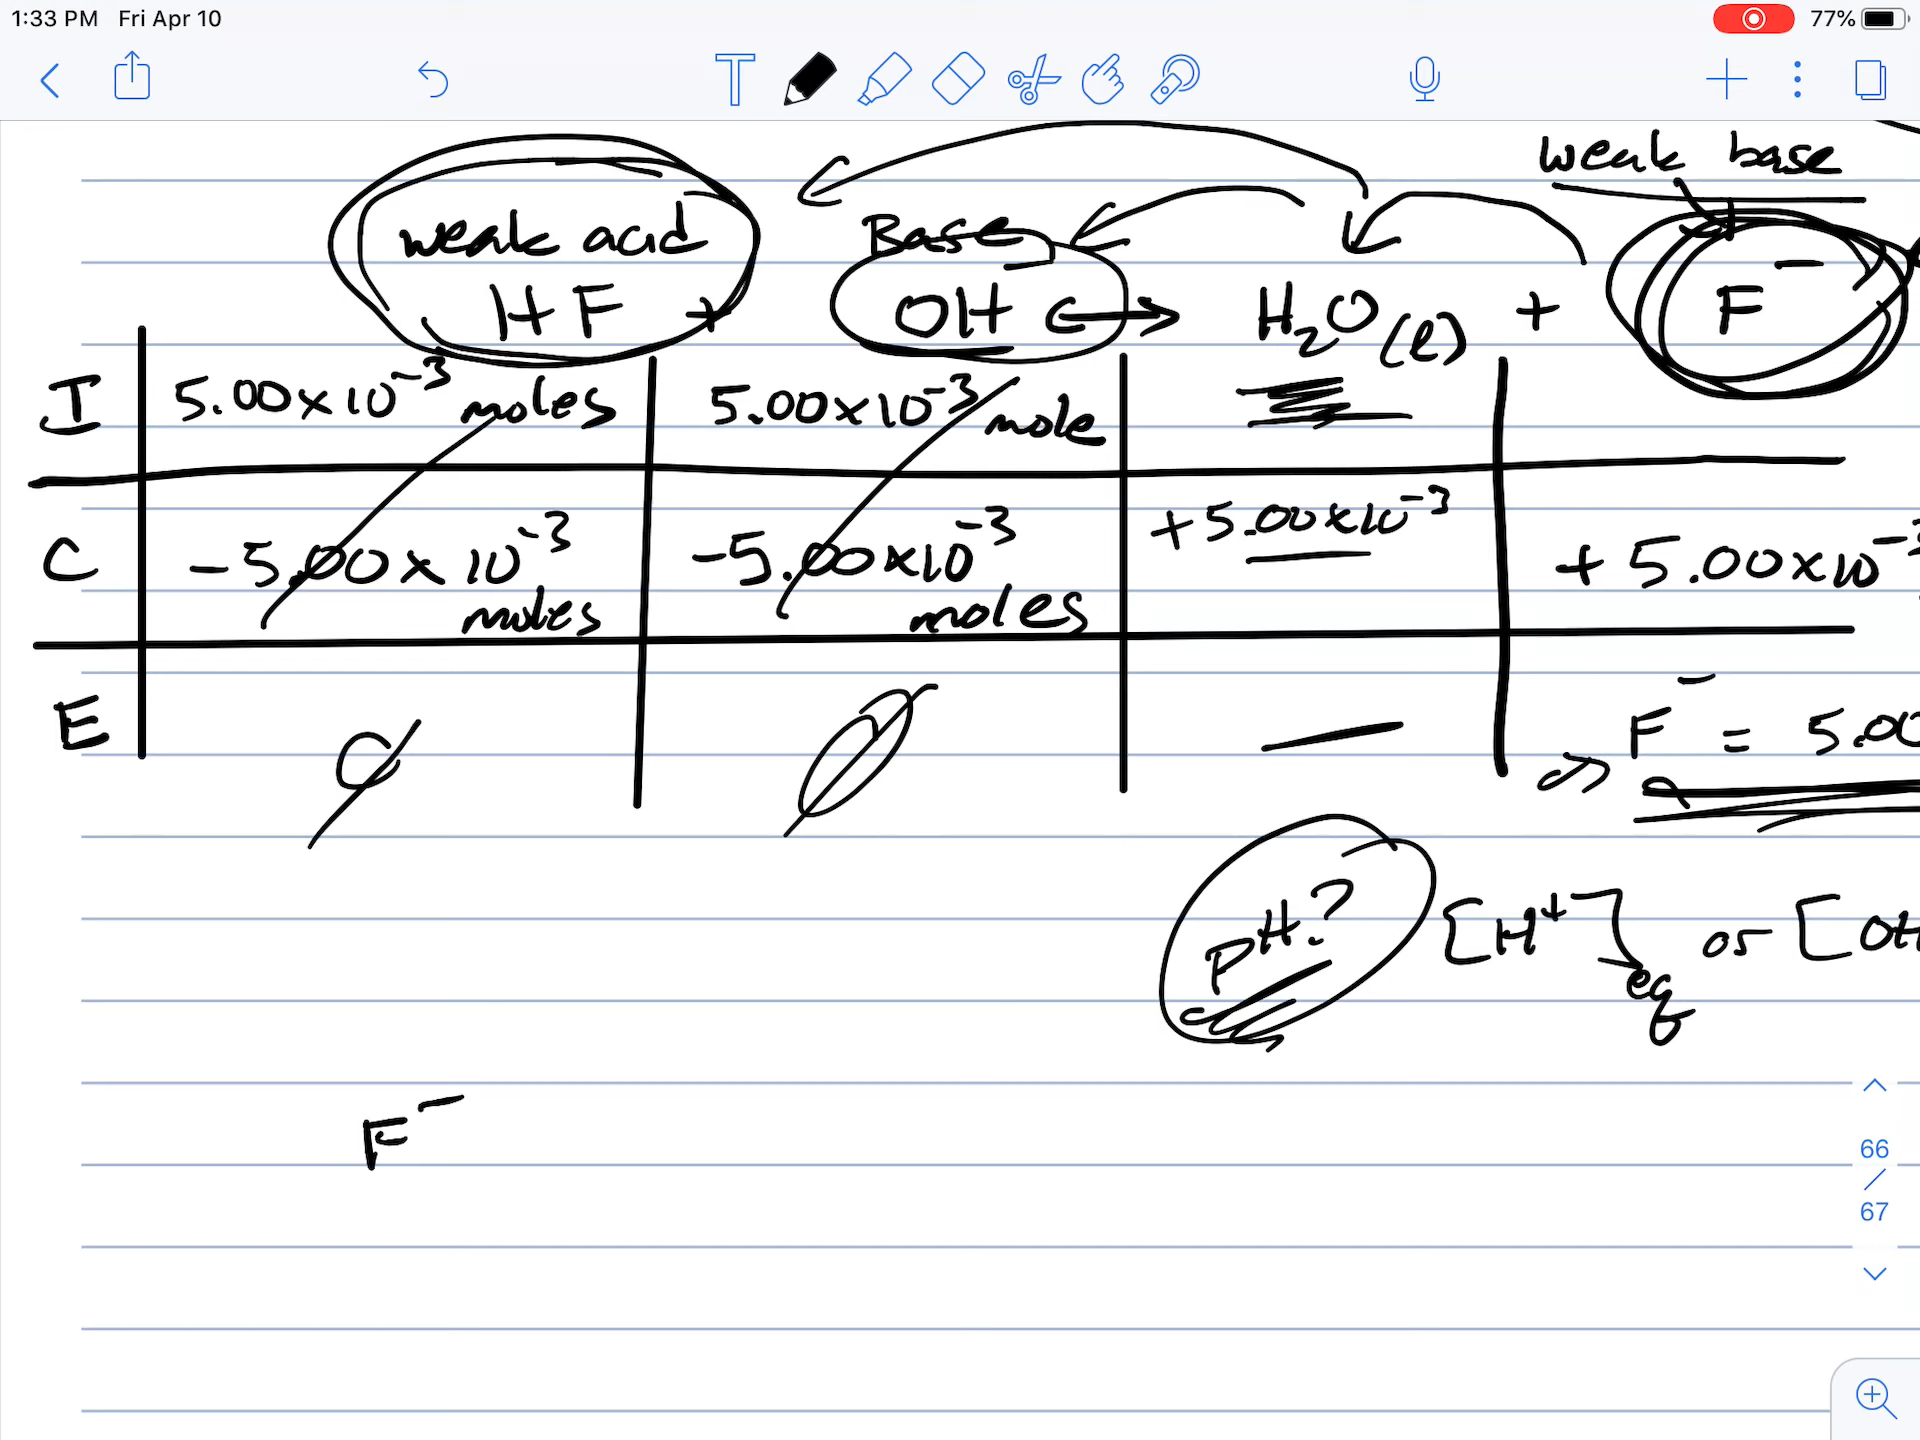 1:33 PM Fri Apr 10 77%
weak base
weak acid Base
HF + OH ⇌ H₂O(l) + F⁻
I 5.00×10⁻³ moles 5.00×10⁻³ mole
C -5.00×10⁻³ moles -5.00×10⁻³ moles +5.00×10⁻³ +5.00×10⁻³
E ∅ ∅ — ⇒ F⁻ = 5.00
pH? [H⁺]eq or [OH
F⁻
66
/
67